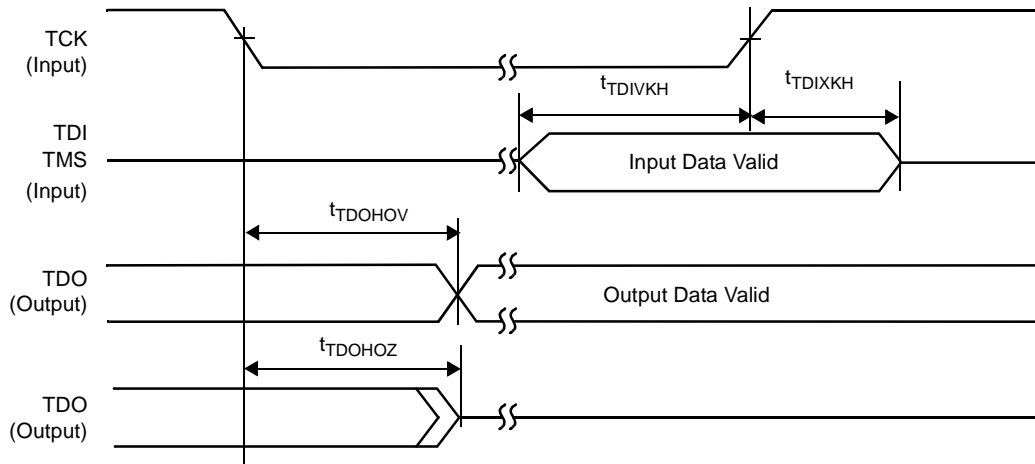 TCK
(Input)
tTDIVKH
tTDIXKH
TDI
TMS
(Input)
Input Data Valid
tTDOHOV
TDO
(Output)
Output Data Valid
tTDOHOZ
TDO
(Output)